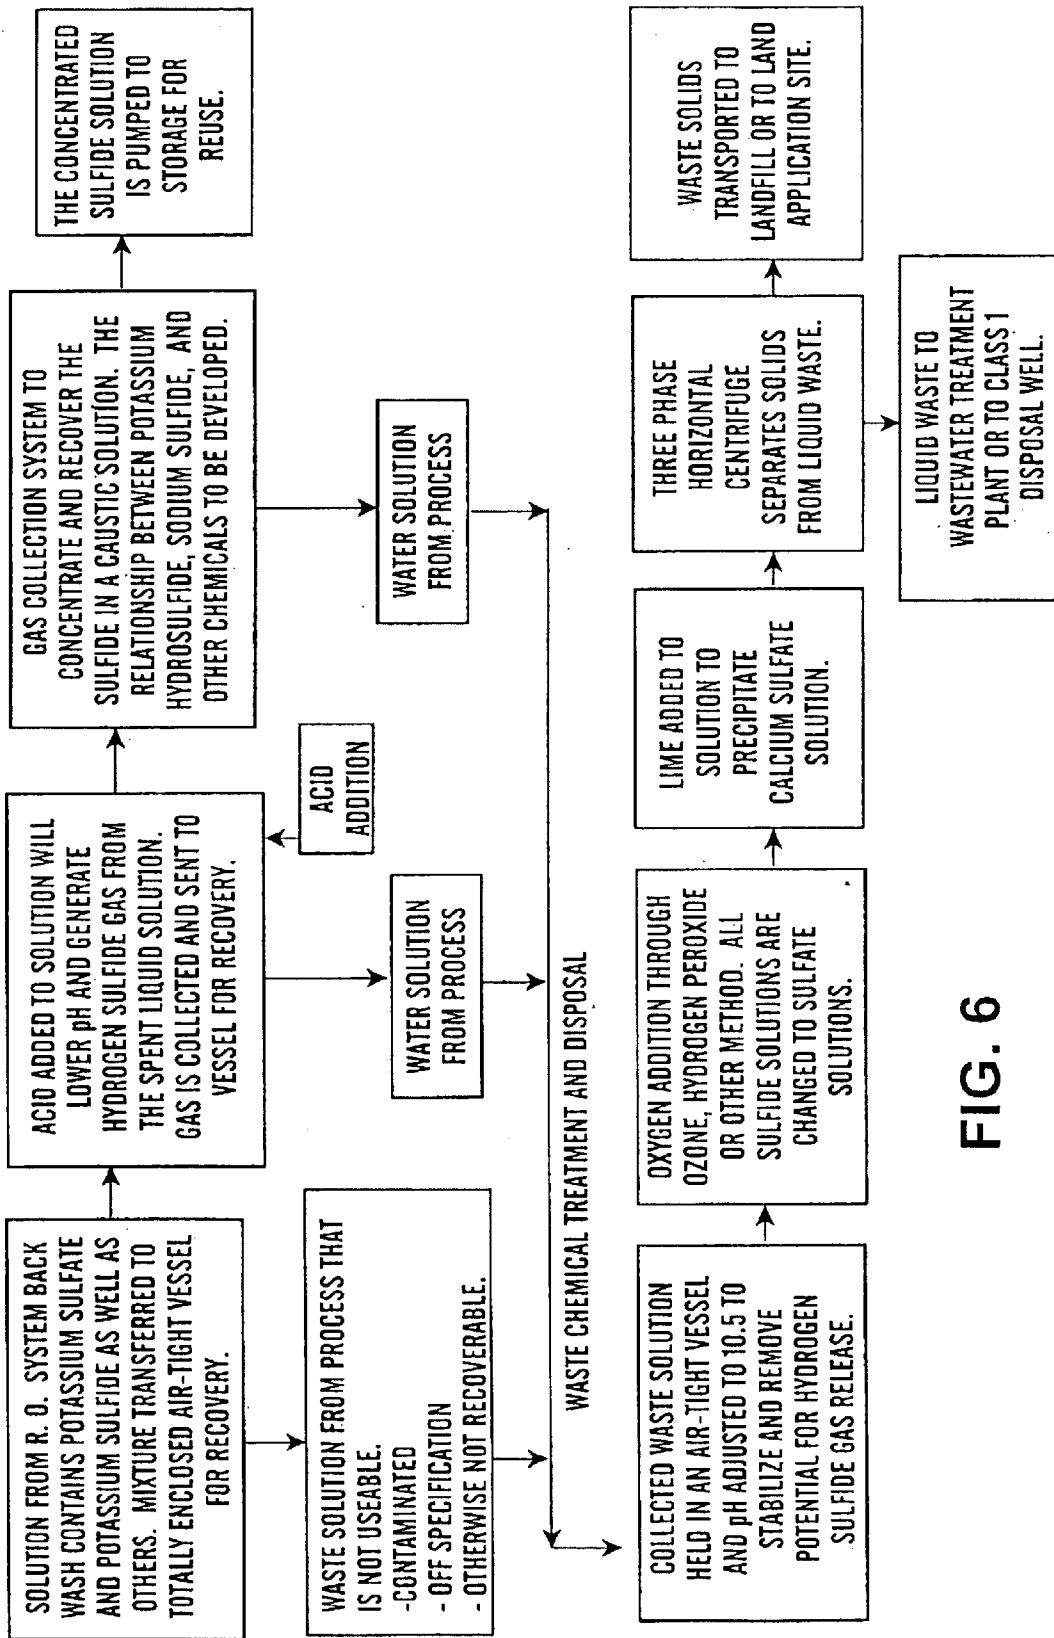 SOLUTION FROM R. O. SYSTEM BACK
WASH CONTAINS POTASSIUM SULFATE
AND POTASSIUM SULFIDE AS WELL AS
OTHERS. MIXTURE TRANSFERRED TO
TOTALLY ENCLOSED AIR-TIGHT VESSEL
FOR RECOVERY.
ACID ADDED TO SOLUTION WILL
LOWER pH AND GENERATE
HYDROGEN SULFIDE GAS FROM
THE SPENT LIQUID SOLUTION.
GAS IS COLLECTED AND SENT TO
VESSEL FOR RECOVERY.
GAS COLLECTION SYSTEM TO
CONCENTRATE AND RECOVER THE
SULFIDE IN A CAUSTIC SOLUTION. THE
RELATIONSHIP BETWEEN POTASSIUM
HYDROSULFIDE, SODIUM SULFIDE, AND
OTHER CHEMICALS TO BE DEVELOPED.
THE CONCENTRATED
SULFIDE SOLUTION
IS PUMPED TO
STORAGE FOR
REUSE.
ACID
ADDITION
WASTE SOLUTION FROM PROCESS THAT
IS NOT USEABLE.
-CONTAMINATED
- OFF SPECIFICATION
- OTHERWISE NOT RECOVERABLE.
WATER SOLUTION
FROM PROCESS
WATER SOLUTION
FROM PROCESS
WASTE CHEMICAL TREATMENT AND DISPOSAL
COLLECTED WASTE SOLUTION
HELD IN AN AIR-TIGHT VESSEL
AND pH ADJUSTED TO 10.5 TO
STABILIZE AND REMOVE
POTENTIAL FOR HYDROGEN
SULFIDE GAS RELEASE.
OXYGEN ADDITION THROUGH
OZONE, HYDROGEN PEROXIDE
OR OTHER METHOD. ALL
SULFIDE SOLUTIONS ARE
CHANGED TO SULFATE
SOLUTIONS.
LIME ADDED TO
SOLUTION TO
PRECIPITATE
CALCIUM SULFATE
SOLUTION.
THREE PHASE
HORIZONTAL
CENTRIFUGE
SEPARATES SOLIDS
FROM LIQUID WASTE.
WASTE SOLIDS
TRANSPORTED TO
LANDFILL OR TO LAND
APPLICATION SITE.
LIQUID WASTE TO
WASTEWATER TREATMENT
PLANT OR TO CLASS 1
DISPOSAL WELL.
FIG. 6